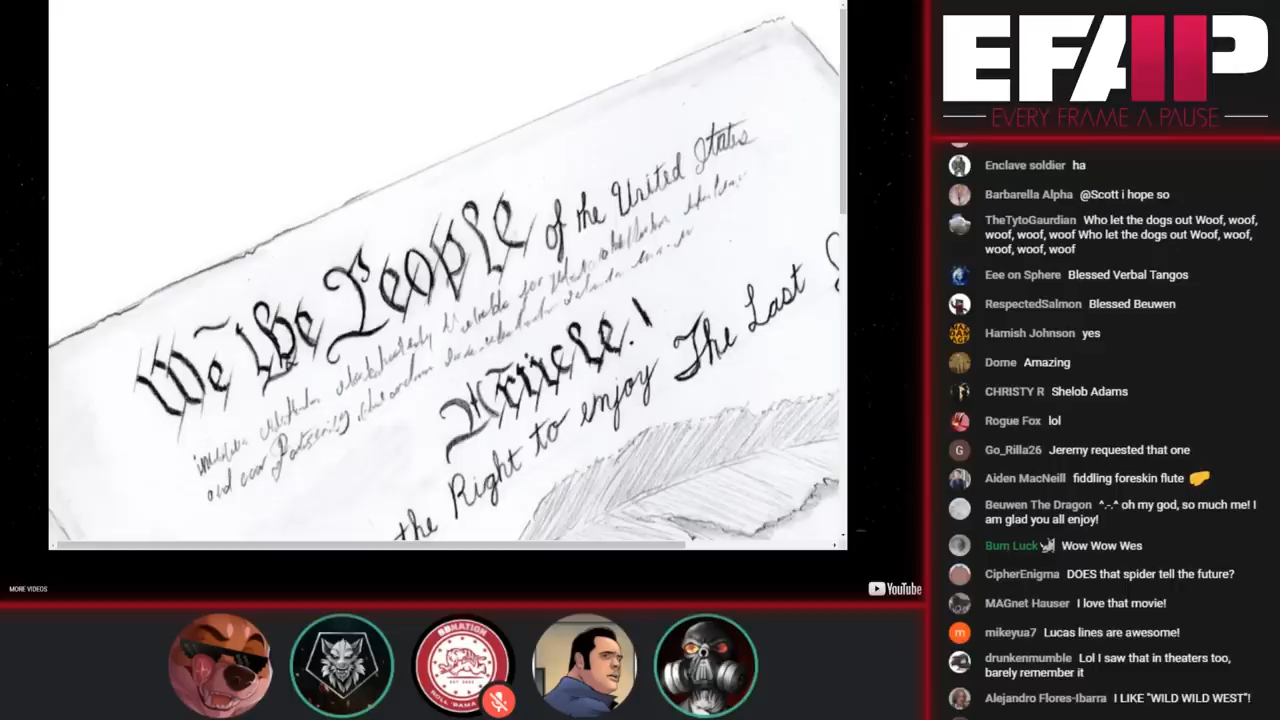 We the People of the United States
and our Posterity
Article!
the Right to enjoy The Last
MORE VIDEOS
YouTube
BBNATION
EFAP
EVERY FRAME A PAUSE
Enclave soldier ha
Barbarella Alpha @Scott i hope so
TheTytoGaurdian Who let the dogs out Woof, woof,
woof, woof, woof Who let the dogs out Woof, woof,
woof, woof, woof
Eee on Sphere Blessed Verbal Tangos
RespectedSalmon Blessed Beuwen
Hamish Johnson yes
Dome Amazing
CHRISTY R Shelob Adams
Rogue Fox lol
G Go_Rilla26 Jeremy requested that one
Aiden MacNeill fiddling foreskin flute
Beuwen The Dragon ^.-.^ oh my god, so much me! I
am glad you all enjoy!
Burn Luck Wow Wow Wes
CipherEnigma DOES that spider tell the future?
MAGnet Hauser I love that movie!
m mikeyua7 Lucas lines are awesome!
drunkenmumble Lol I saw that in theaters too,
barely remember it
Alejandro Flores-Ibarra I LIKE "WILD WILD WEST"!